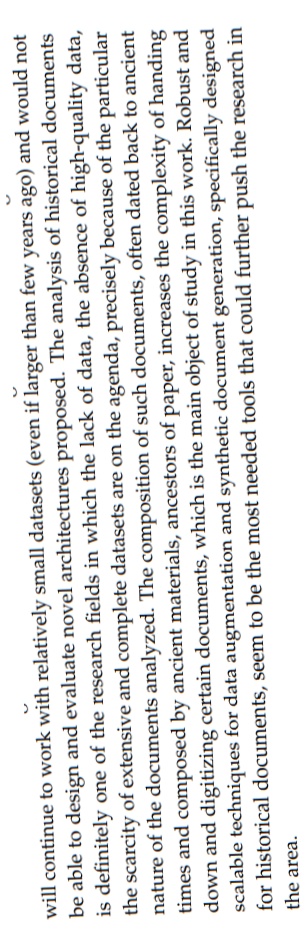 will continue to work with relatively small datasets (even if larger than few years ago) and would not
be able to design and evaluate novel architectures proposed. The analysis of historical documents
is definitely one of the research fields in which the lack of data, the absence of high-quality data,
the scarcity of extensive and complete datasets are on the agenda, precisely because of the particular
nature of the documents analyzed. The composition of such documents, often dated back to ancient
times and composed by ancient materials, ancestors of paper, increases the complexity of handing
down and digitizing certain documents, which is the main object of study in this work. Robust and
scalable techniques for data augmentation and synthetic document generation, specifically designed
for historical documents, seem to be the most needed tools that could further push the research in
the area.